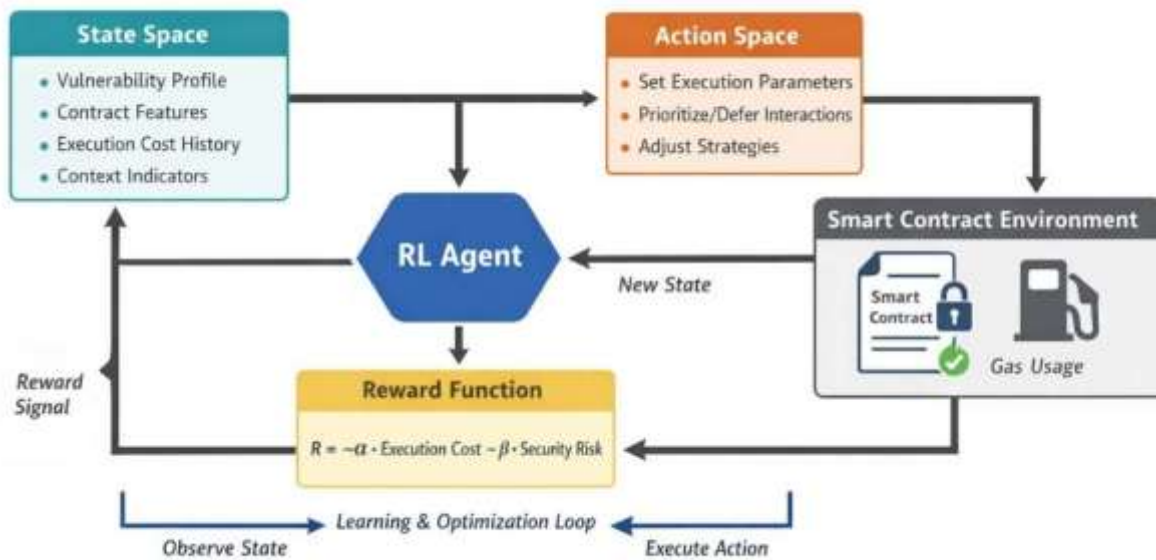 State Space
• Vulnerability Profile
• Contract Features
• Execution Cost History
• Context Indicators
Action Space
• Set Execution Parameters
• Prioritize/Defer Interactions
• Adjust Strategies
RL Agent
New State
Smart Contract Environment
Smart
Contract
Gas Usage
Reward
Signal
Reward Function
R = −α · Execution Cost − β · Security Risk
Learning & Optimization Loop
Observe State
Execute Action